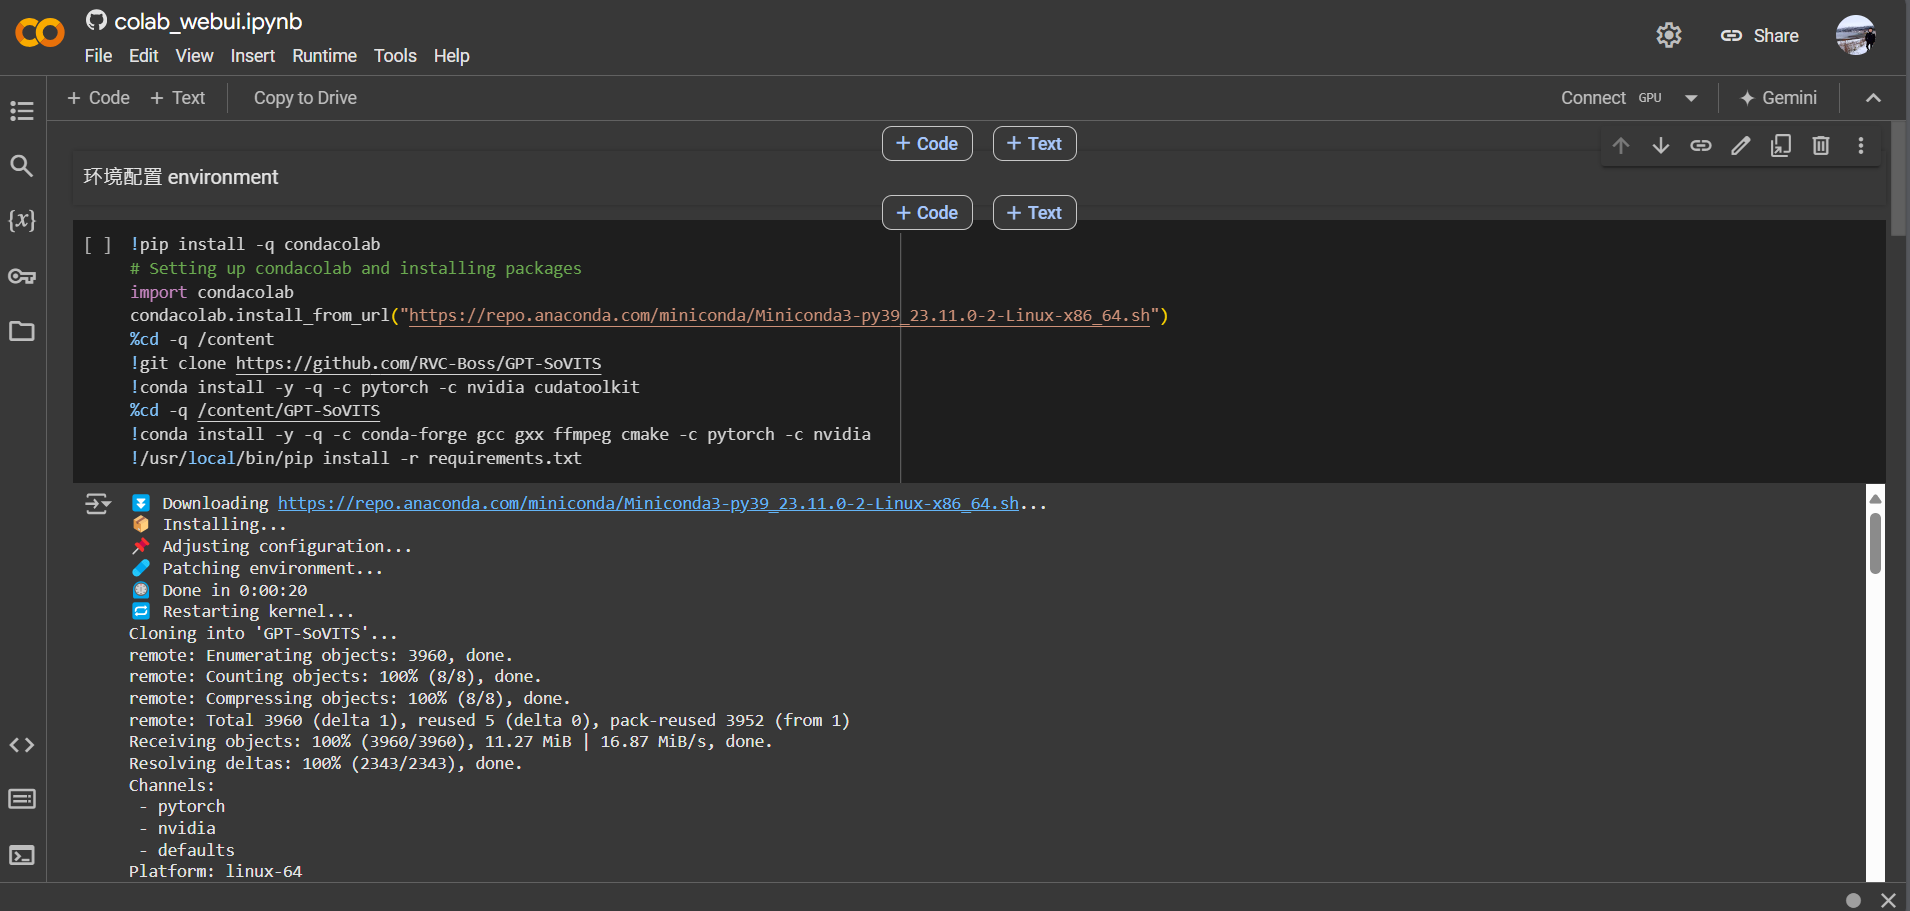 colab_webui.ipynb
File Edit View Insert Runtime Tools Help
Share
+ Code + Text Copy to Drive
Connect GPU Gemini
+ Code + Text
环境配置 environment
+ Code + Text
[ ] !pip install -q condacolab
# Setting up condacolab and installing packages
import condacolab
condacolab.install_from_url("https://repo.anaconda.com/miniconda/Miniconda3-py39_23.11.0-2-Linux-x86_64.sh")
%cd -q /content
!git clone https://github.com/RVC-Boss/GPT-SoVITS
!conda install -y -q -c pytorch -c nvidia cudatoolkit
%cd -q /content/GPT-SoVITS
!conda install -y -q -c conda-forge gcc gxx ffmpeg cmake -c pytorch -c nvidia
!/usr/local/bin/pip install -r requirements.txt
Downloading https://repo.anaconda.com/miniconda/Miniconda3-py39_23.11.0-2-Linux-x86_64.sh...
Installing...
Adjusting configuration...
Patching environment...
Done in 0:00:20
Restarting kernel...
Cloning into 'GPT-SoVITS'...
remote: Enumerating objects: 3960, done.
remote: Counting objects: 100% (8/8), done.
remote: Compressing objects: 100% (8/8), done.
remote: Total 3960 (delta 1), reused 5 (delta 0), pack-reused 3952 (from 1)
Receiving objects: 100% (3960/3960), 11.27 MiB | 16.87 MiB/s, done.
Resolving deltas: 100% (2343/2343), done.
Channels:
- pytorch
- nvidia
- defaults
Platform: linux-64